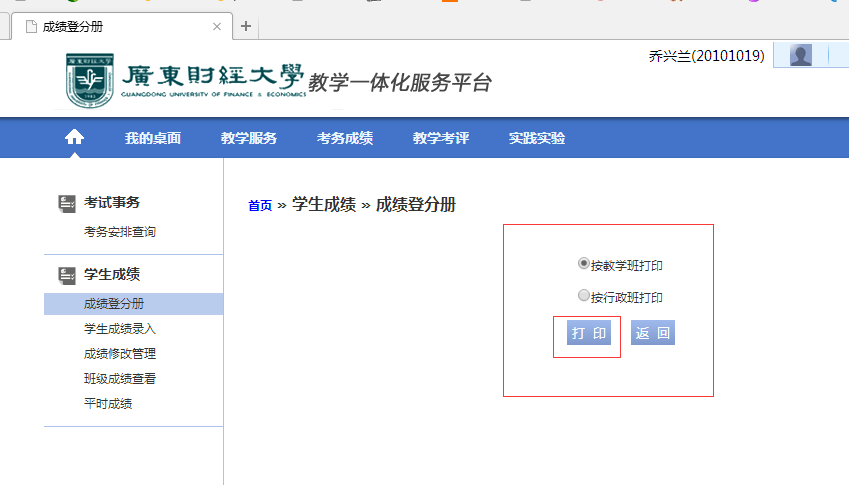 成绩登分册
乔兴兰(20101019)
廣東財經大學 教学一体化服务平台
GUANGDONG UNIVERSITY OF FINANCE & ECONOMICS
我的桌面 教学服务 考务成绩 教学考评 实践实验
考试事务
考务安排查询
学生成绩
成绩登分册
学生成绩录入
成绩修改管理
班级成绩查看
平时成绩
首页 » 学生成绩 » 成绩登分册
按教学班打印
按行政班打印
打 印 返 回